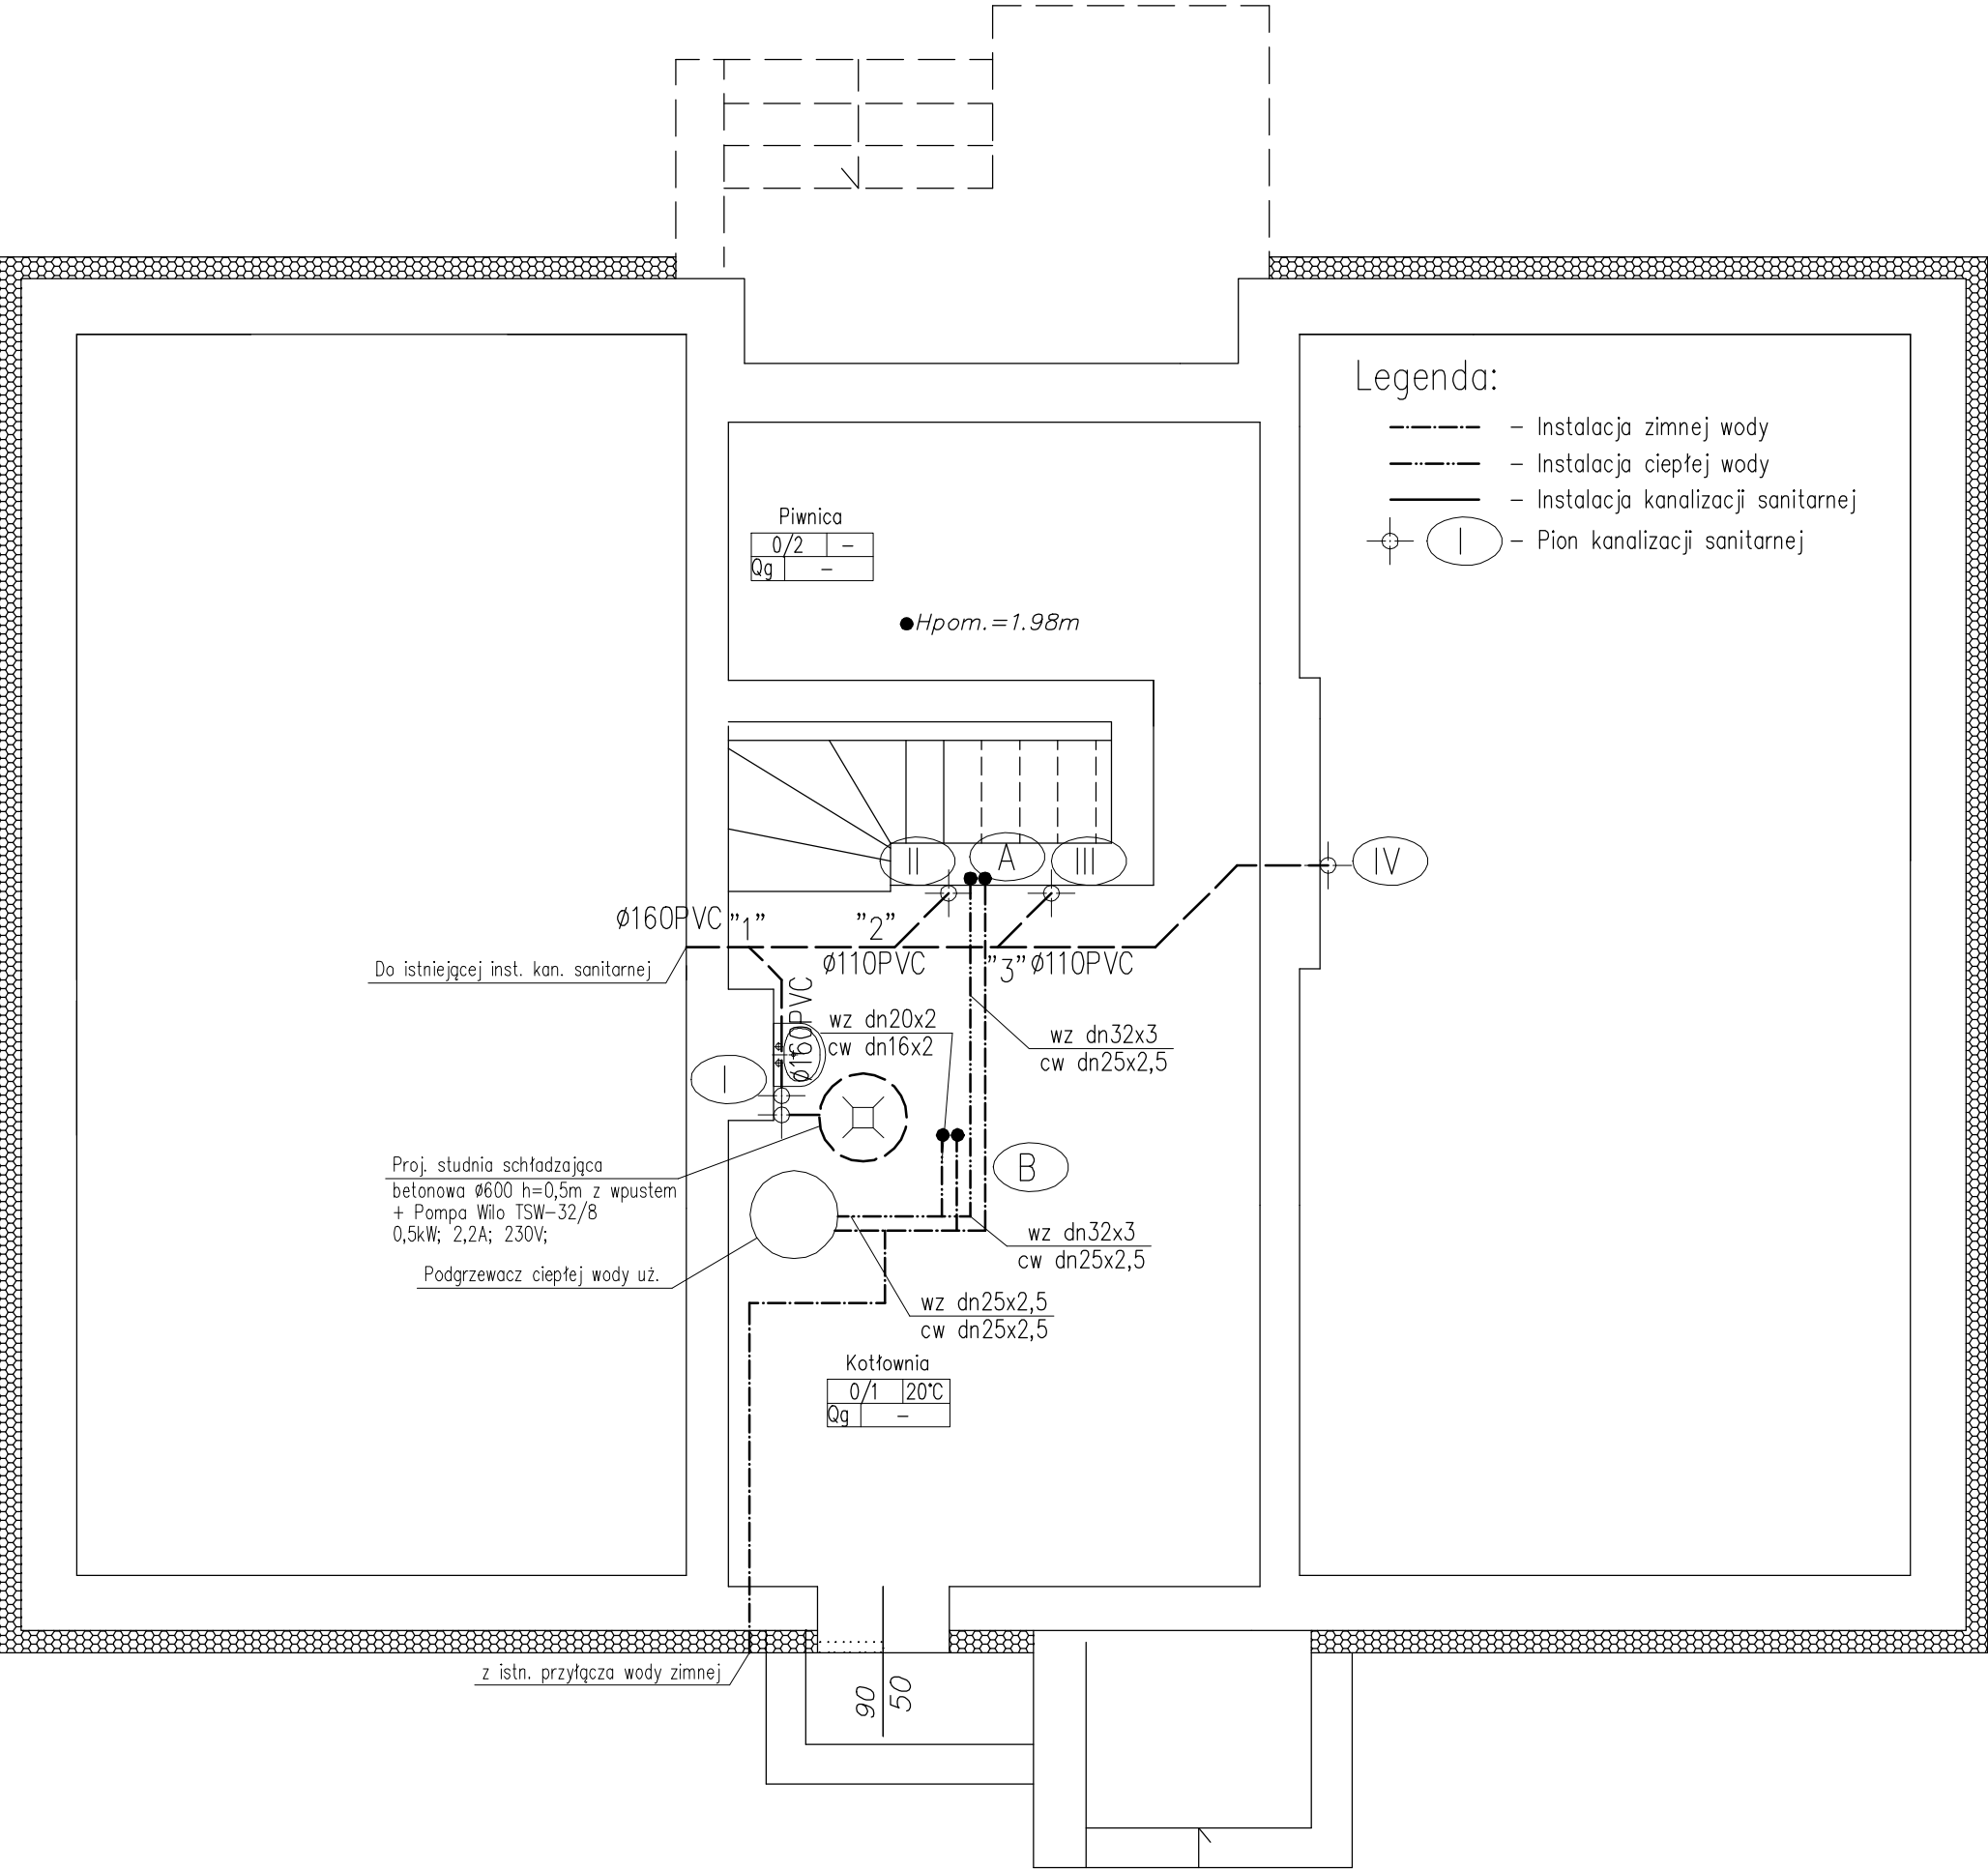 Legenda:
– Instalacja zimnej wody
– Instalacja ciepłej wody
– Instalacja kanalizacji sanitarnej
I – Pion kanalizacji sanitarnej
Piwnica
0/2 –
Qg –
Hpom.=1.98m
II A III IV
ø160PVC "1" "2"
ø110PVC "3" ø110PVC
Do istniejącej inst. kan. sanitarnej
ø160PVC
wz dn20x2
cw dn16x2
wz dn32x3
cw dn25x2,5
I
B
Proj. studnia schładzająca
betonowa ø600 h=0,5m z wpustem
+ Pompa Wilo TSW–32/8
0,5kW; 2,2A; 230V;
wz dn32x3
cw dn25x2,5
Podgrzewacz ciepłej wody uż.
wz dn25x2,5
cw dn25x2,5
Kotłownia
0/1 20°C
Qg –
z istn. przyłącza wody zimnej
90
50